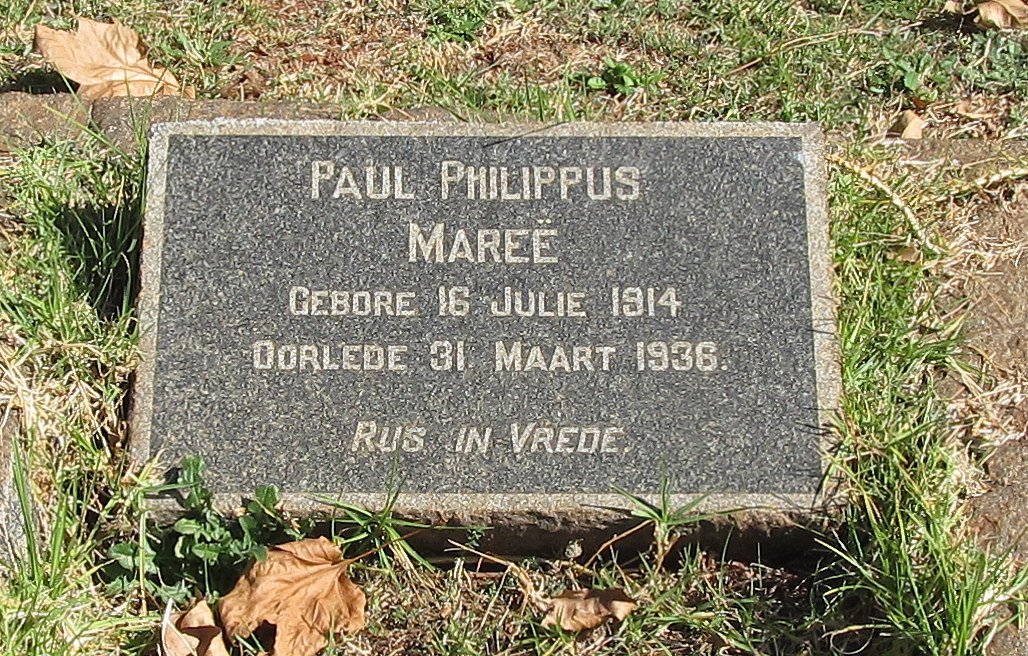 PAUL PHILIPPUS
MAREË
GEBORE 16 JULIE 1914
OORLEDE 31 MAART 1936.
RUS IN VREDE.